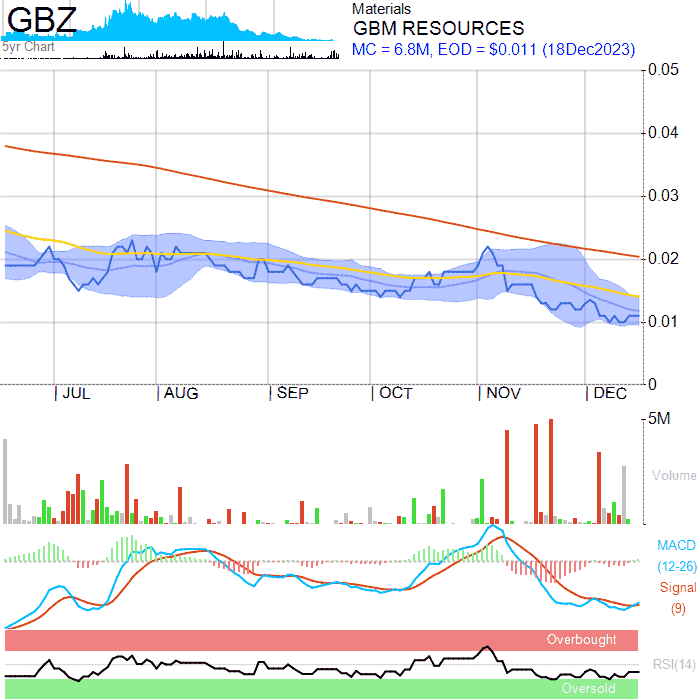 GBZ
5yr Chart
Materials
GBM RESOURCES
MC = 6.8M, EOD = $0.011 (18Dec2023)
0.05
0.04
0.03
0.02
0.01
0
JUL AUG SEP OCT NOV DEC
5M
Volume
MACD
(12-26)
Signal
(9)
Overbought
RSI(14)
Oversold